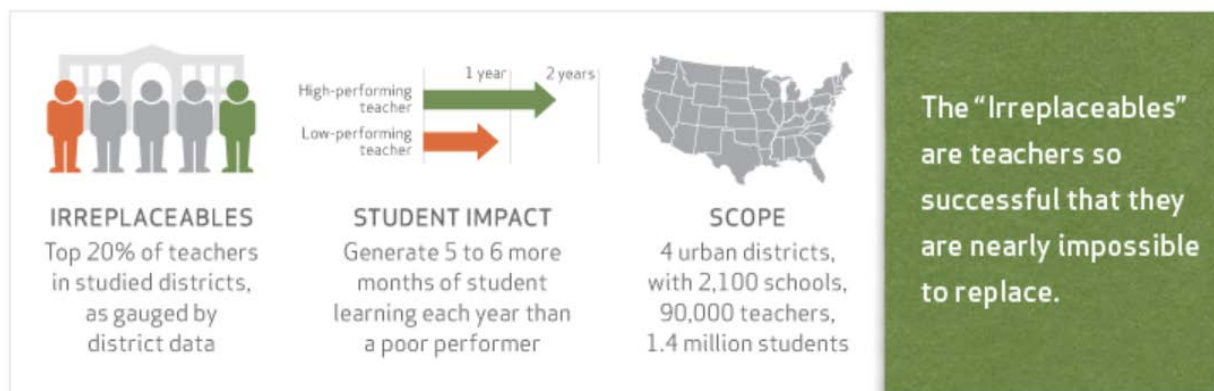 1 year
2 years
High-performing
teacher
Low-performing
teacher
IRREPLACEABLES
Top 20% of teachers
in studied districts,
as gauged by
district data
STUDENT IMPACT
Generate 5 to 6 more
months of student
learning each year than
a poor performer
SCOPE
4 urban districts,
with 2,100 schools,
90,000 teachers,
1.4 million students
The “Irreplaceables”
are teachers so
successful that they
are nearly impossible
to replace.